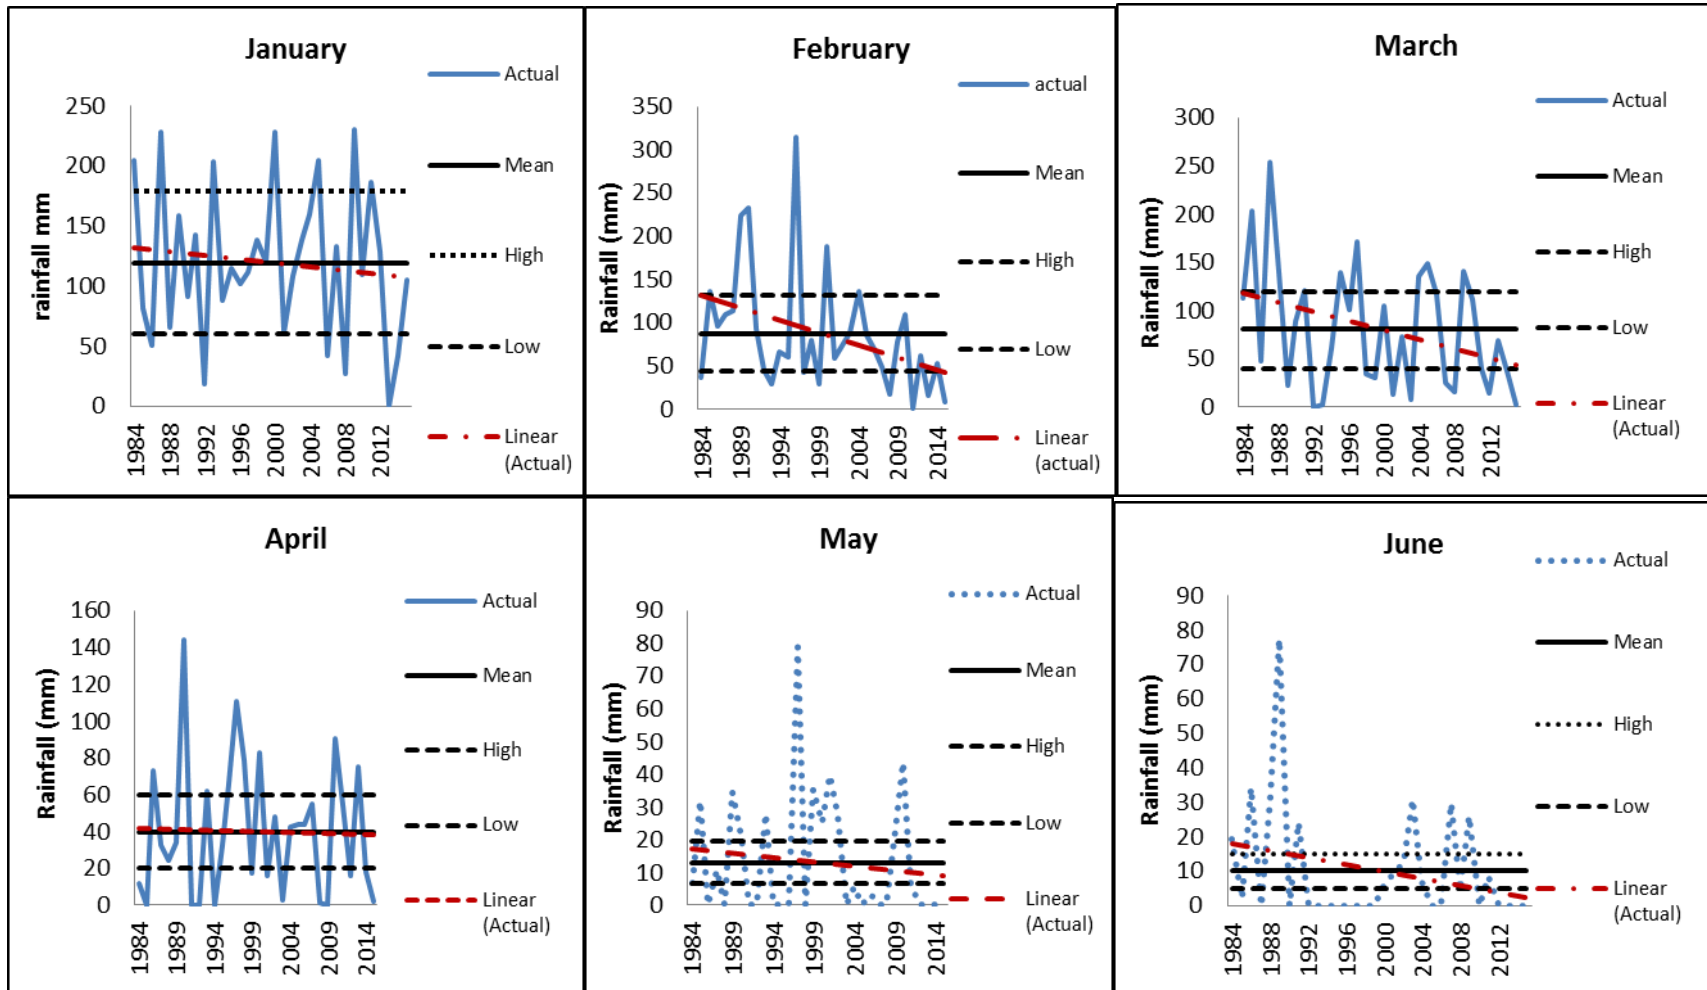 January
rainfall mm
250
200
150
100
50
0
1984
1988
1992
1996
2000
2004
2008
2012
Actual
Mean
High
Low
Linear
(Actual)
February
Rainfall (mm)
350
300
250
200
150
100
50
0
1984
1989
1994
1999
2004
2009
2014
actual
Mean
High
Low
Linear
(actual)
March
Rainfall (mm)
300
250
200
150
100
50
0
1984
1988
1992
1996
2000
2004
2008
2012
Actual
Mean
High
Low
Linear
(Actual)
April
Rainfall (mm)
160
140
120
100
80
60
40
20
0
1984
1989
1994
1999
2004
2009
2014
Actual
Mean
High
Low
Linear
(Actual)
May
Rainfall (mm)
90
80
70
60
50
40
30
20
10
0
1984
1989
1994
1999
2004
2009
2014
Actual
Mean
High
Low
Linear
(Actual)
June
Rainfall (mm)
90
80
70
60
50
40
30
20
10
0
1984
1988
1992
1996
2000
2004
2008
2012
Actual
Mean
High
Low
Linear
(Actual)